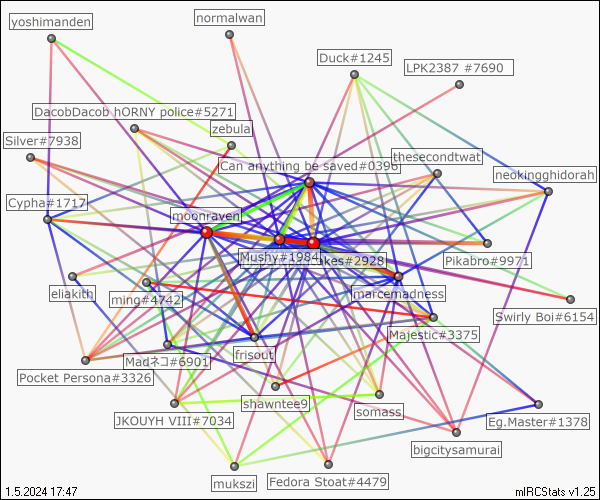 yoshimanden
normalwan
Duck#1245
LPK2387 #7690
DacobDacob hORNY police#5271
zebula
Silver#7938
Can anything be saved#0396
thesecondtwat
neokingghidorah
Cypha#1717
moonraven
Mushy#1984
akes#2928
Pikabro#9971
eliakith
ming#4742
marcemadness
Swirly Boi#6154
Majestic#3375
Madネコ#6901
frisout
Pocket Persona#3326
shawntee9
somass
JKOUYH VIII#7034
Eg.Master#1378
bigcitysamurai
mukszi
Fedora Stoat#4479
1.5.2024 17:47
mIRCStats v1.25